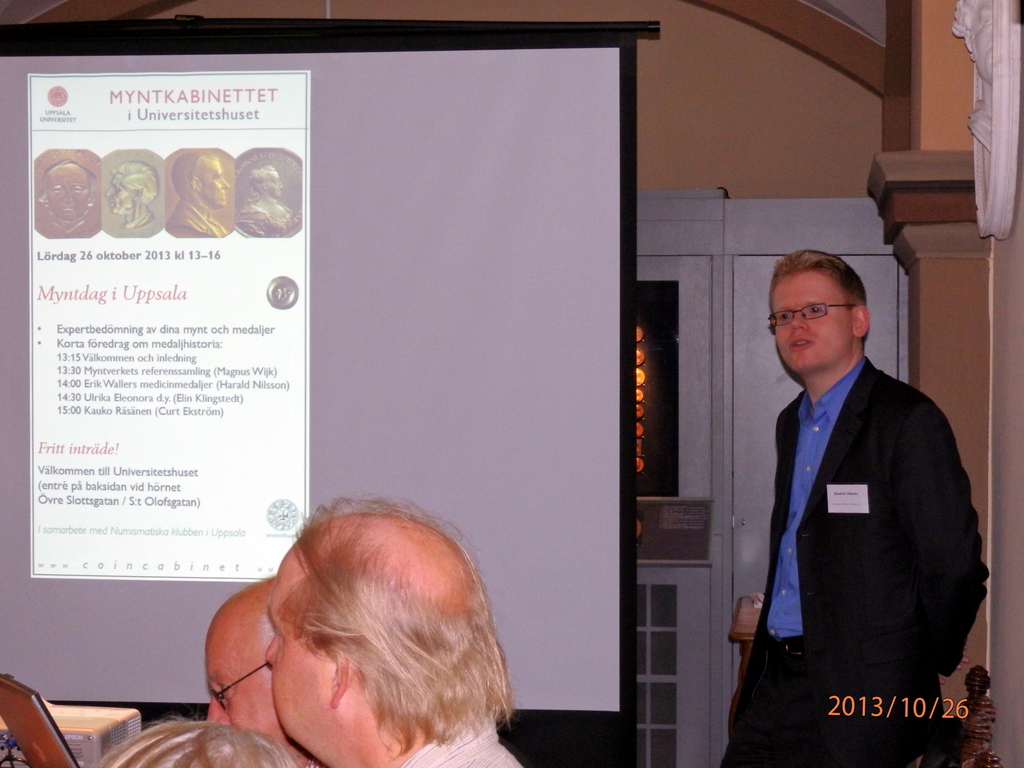 UPPSALA
UNIVERSITET
MYNTKABINETTET
i Universitetshuset
Lördag 26 oktober 2013 kl 13–16
Myntdag i Uppsala
• Expertbedömning av dina mynt och medaljer
• Korta föredrag om medaljhistoria:
13:15 Välkommen och inledning
13:30 Myntverkets referenssamling (Magnus Wijk)
14:00 Erik Wallers medicinmedaljer (Harald Nilsson)
14:30 Ulrika Eleonora d.y. (Elin Klingstedt)
15:00 Kauko Räsänen (Curt Ekström)
Fritt inträde!
Välkommen till Universitetshuset
(entrè på baksidan vid hörnet
Övre Slottsgatan / S:t Olofsgatan)
I samarbete med Numismatiska klubben i Uppsala
www.coincabinet.uu
EPSON
2013/10/26